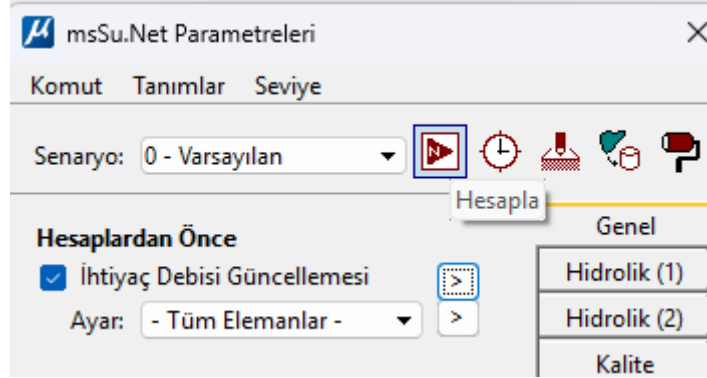 msSu.Net Parametreleri
Komut Tanımlar Seviye
Senaryo: 0 - Varsayılan
Hesapla
Genel
Hesaplardan Önce
İhtiyaç Debisi Güncellemesi >
Hidrolik (1)
Ayar: - Tüm Elemanlar - >
Hidrolik (2)
Kalite